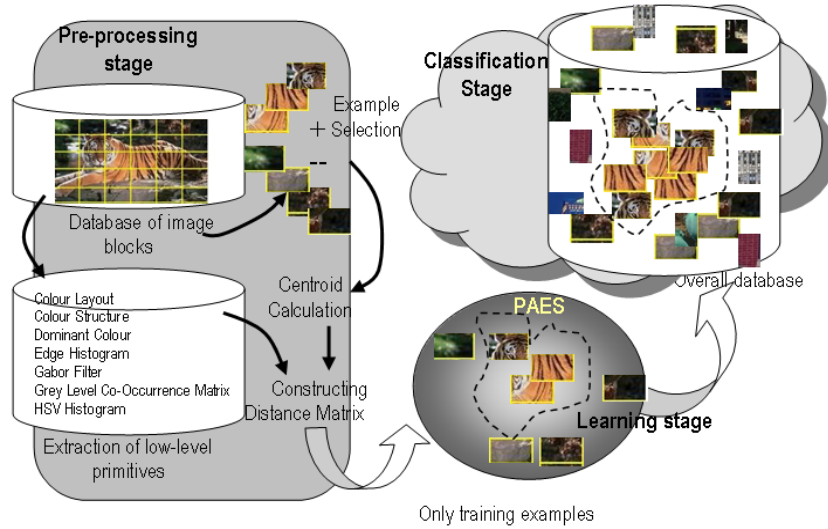 Pre-processing
stage
Example
+ Selection
--
Database of image
blocks
Colour Layout
Colour Structure
Dominant Colour
Edge Histogram
Gabor Filter
Grey Level Co-Occurrence Matrix
HSV Histogram
Extraction of low-level
primitives
Centroid
Calculation
Constructing
Distance Matrix
Classification
Stage
Overall database
PAES
Learning stage
Only training examples